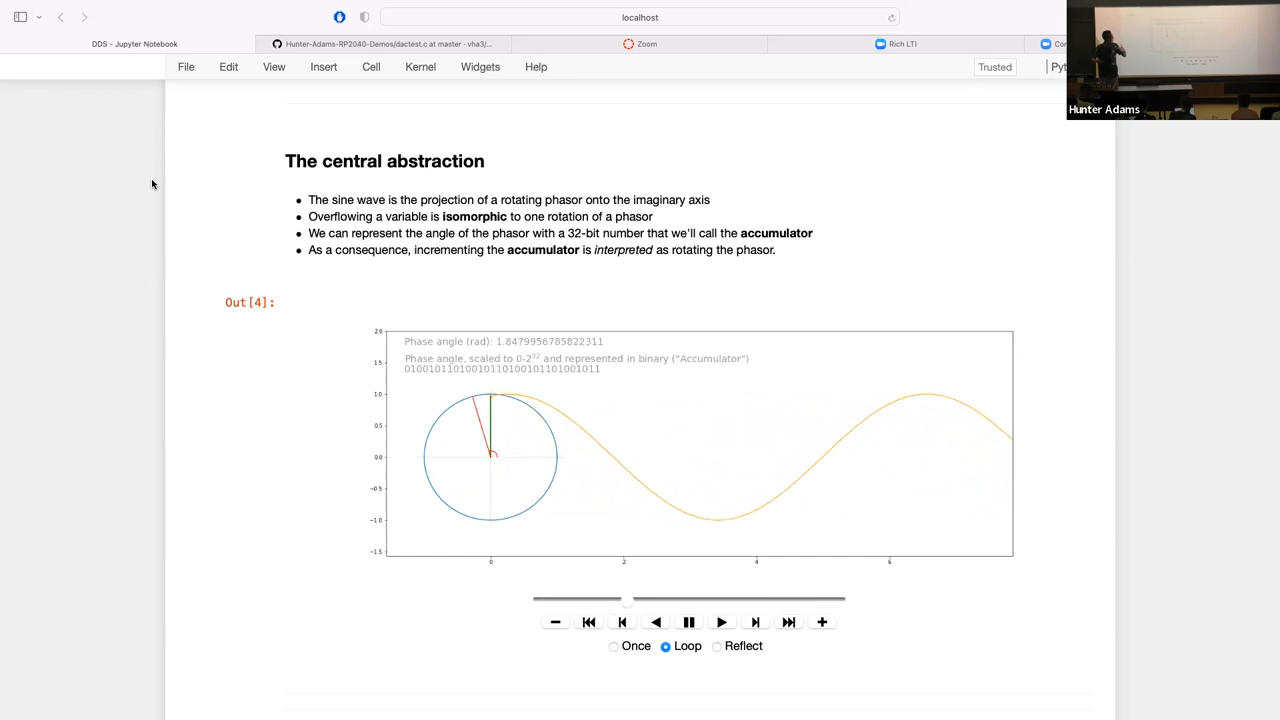 localhost
DDS - Jupyter Notebook
Hunter-Adams-RP2040-Demos/dactest.c at master · vha3/...
Zoom
Rich LTI
File Edit View Insert Cell Kernel Widgets Help
Trusted
Hunter Adams
The central abstraction
• The sine wave is the projection of a rotating phasor onto the imaginary axis
• Overflowing a variable is isomorphic to one rotation of a phasor
• We can represent the angle of the phasor with a 32-bit number that we'll call the accumulator
• As a consequence, incrementing the accumulator is interpreted as rotating the phasor.
Out[4]:
Phase angle (rad): 1.8479956785822311
Phase angle, scaled to 0-2^32 and represented in binary ("Accumulator")
01001011010010110100101101001011
2.0
1.5
1.0
0.5
0.0
−0.5
−1.0
−1.5
0 2 4 6
Once Loop Reflect